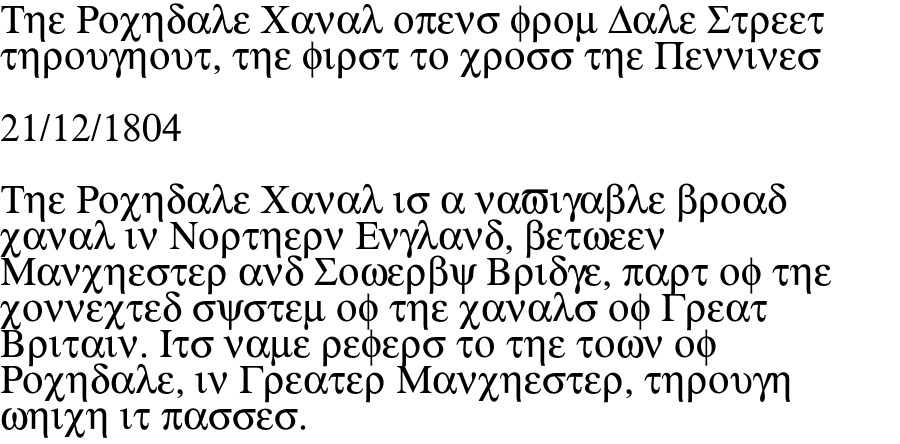 Τηε Ροχηδαλε Χαναλ οπενσ φρομ Δαλε Στρεετ
τηρουγηουτ, τηε φιρστ το χροσσ τηε Πεννινεσ
21/12/1804
Τηε Ροχηδαλε Χαναλ ισ α ναϖιγαβλε βροαδ
χαναλ ιν Νορτηερν Ενγλανδ, βετωεεν
Μανχηεστερ ανδ Σοωερβψ Βριδγε, παρτ οφ τηε
χοννεχτεδ σψστεμ οφ τηε χαναλσ οφ Γρεατ
Βριταιν. Ιτσ ναμε ρεφερσ το τηε τοων οφ
Ροχηδαλε, ιν Γρεατερ Μανχηεστερ, τηρουγη
ωηιχη ιτ πασσεσ.